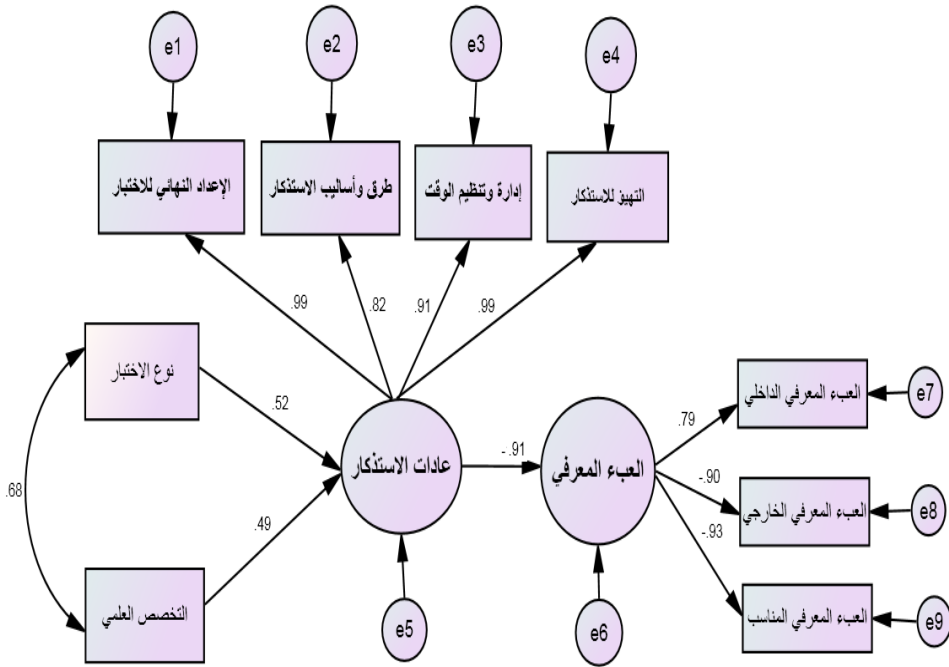 e1
e2
e3
e4
الإعداد النهائي للاختبار
طرق وأساليب الاستذكار
إدارة وتنظيم الوقت
التهيؤ للاستذكار
.99
.82
.91
.99
نوع الاختبار
.52
.68
.49
التخصص العلمي
عادات الاستذكار
-.91
العبء المعرفي
.79
-.90
-.93
العبء المعرفي الداخلي
e7
العبء المعرفي الخارجي
e8
العبء المعرفي المناسب
e9
e5
e6